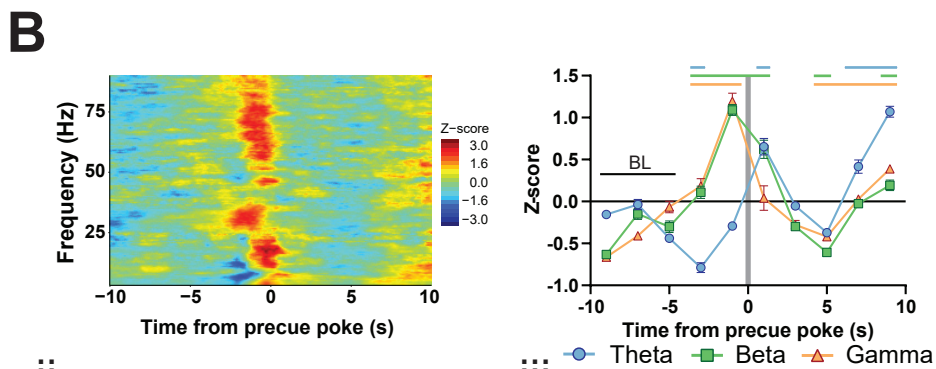 B
Frequency (Hz)
75
50
25
−10
−5
0
5
10
Time from precue poke (s)
Z−score
3.0
1.6
0.0
−1.6
−3.0
Z-score
1.5
1.0
0.5
0.0
-0.5
-1.0
BL
-10
-5
0
5
10
Time from precue poke (s)
Theta
Beta
Gamma